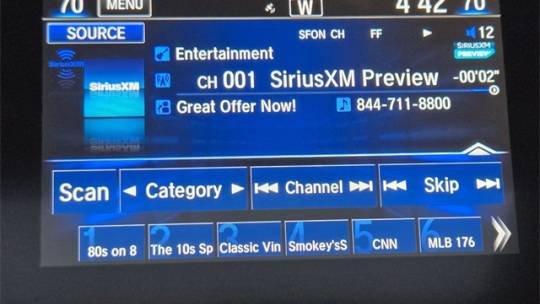 70 MENU W 4 42 70
SOURCE SFON CH FF 12
SiriusXM Entertainment SIRIUSXM PREVIEW
SiriusXM CH 001 SiriusXM Preview -00'02"
Great Offer Now! 844-711-8800
Scan Category Channel Skip
1 2 3 4 5 6
80s on 8 The 10s Sp Classic Vin Smokey'sS CNN MLB 176